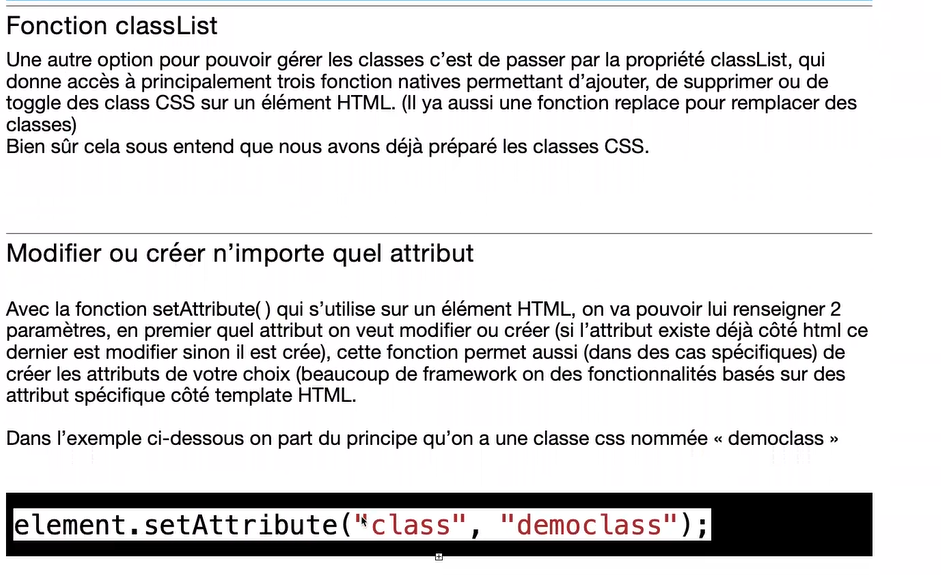 Fonction classList
Une autre option pour pouvoir gérer les classes c’est de passer par la propriété classList, qui
donne accès à principalement trois fonction natives permettant d’ajouter, de supprimer ou de
toggle des class CSS sur un élément HTML. (Il ya aussi une fonction replace pour remplacer des
classes)
Bien sûr cela sous entend que nous avons déjà préparé les classes CSS.
Modifier ou créer n’importe quel attribut
Avec la fonction setAttribute( ) qui s’utilise sur un élément HTML, on va pouvoir lui renseigner 2
paramètres, en premier quel attribut on veut modifier ou créer (si l’attribut existe déjà côté html ce
dernier est modifier sinon il est crée), cette fonction permet aussi (dans des cas spécifiques) de
créer les attributs de votre choix (beaucoup de framework on des fonctionnalités basés sur des
attribut spécifique côté template HTML.
Dans l’exemple ci-dessous on part du principe qu’on a une classe css nommée « democlass »
element.setAttribute("class", "democlass");